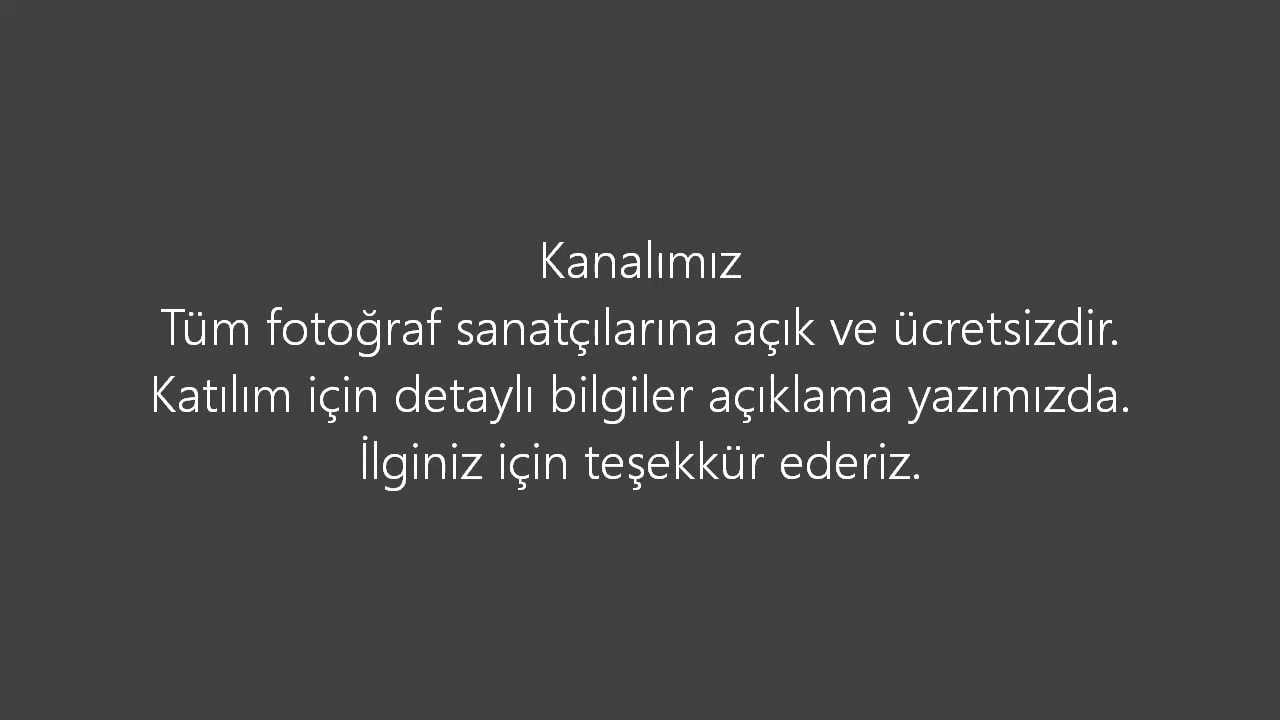 Kanalımız
Tüm fotoğraf sanatçılarına açık ve ücretsizdir.
Katılım için detaylı bilgiler açıklama yazımızda.
İlginiz için teşekkür ederiz.